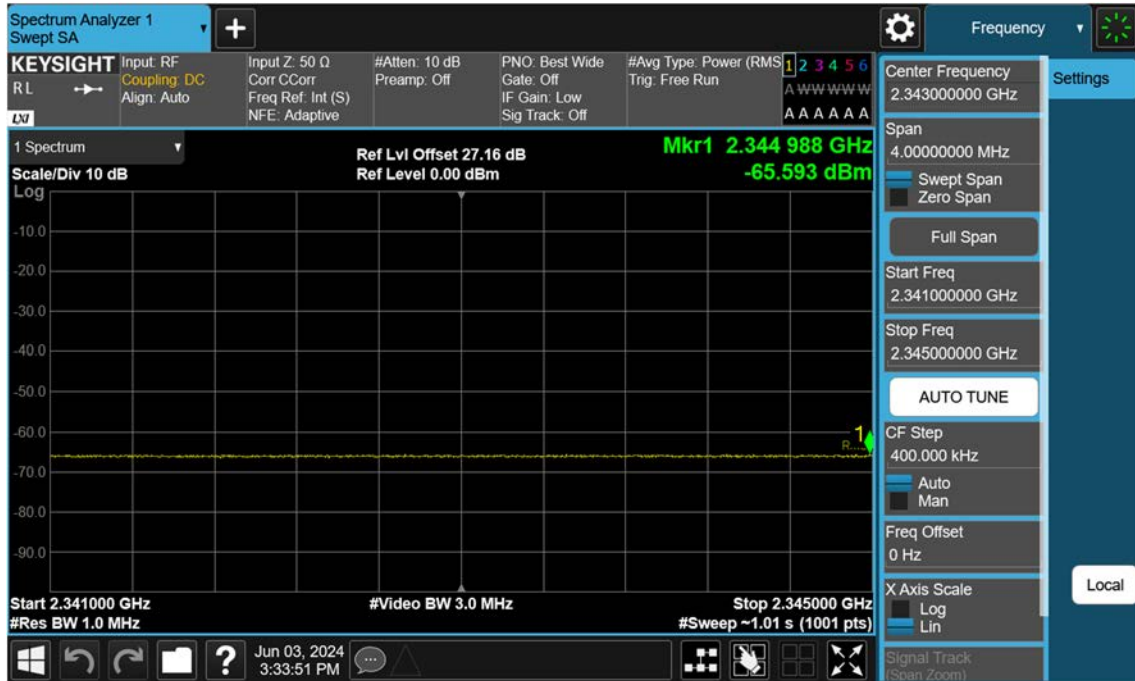 Spectrum Analyzer 1
Swept SA
Frequency
KEYSIGHT
R L
LXI
Input: RF
Coupling: DC
Align: Auto
Input Z: 50 Ω
Corr CCorr
Freq Ref: Int (S)
NFE: Adaptive
#Atten: 10 dB
Preamp: Off
PNO: Best Wide
Gate: Off
IF Gain: Low
Sig Track: Off
#Avg Type: Power (RMS
Trig: Free Run
1 2 3 4 5 6
A W W W W W
A A A A A A
1 Spectrum
Scale/Div 10 dB
Log
Ref Lvl Offset 27.16 dB
Ref Level 0.00 dBm
Mkr1 2.344 988 GHz
-65.593 dBm
-10.0
-20.0
-30.0
-40.0
-50.0
-60.0
-70.0
-80.0
-90.0
1
R...
Start 2.341000 GHz
#Res BW 1.0 MHz
#Video BW 3.0 MHz
Stop 2.345000 GHz
#Sweep ~1.01 s (1001 pts)
Jun 03, 2024
3:33:51 PM
Center Frequency
2.343000000 GHz
Span
4.00000000 MHz
Swept Span
Zero Span
Full Span
Start Freq
2.341000000 GHz
Stop Freq
2.345000000 GHz
AUTO TUNE
CF Step
400.000 kHz
Auto
Man
Freq Offset
0 Hz
X Axis Scale
Log
Lin
Signal Track
(Span Zoom)
Settings
Local